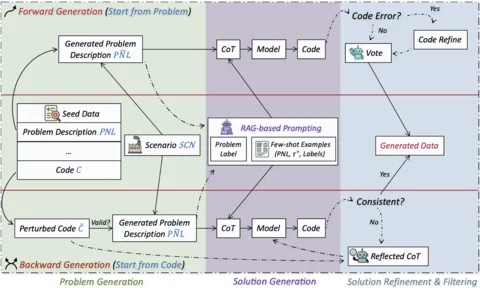 Forward Generation (Start from Problem)
Generated Problem
Description P̃NL
CoT
Model
Code
Code Error?
Yes
No
Code Refine
Vote
Seed Data
Problem Description PNL
...
Code C
Scenario SCN
RAG-based Prompting
Problem
Label
Few-shot Examples
(PNL, τ*, Labels)
Generated Data
Yes
Consistent?
No
Perturbed Code C̃
Valid?
Generated Problem
Description P̃NL
CoT
Model
Code
Reflected CoT
Backward Generation (Start from Code)
Problem Generation
Solution Generation
Solution Refinement & Filtering